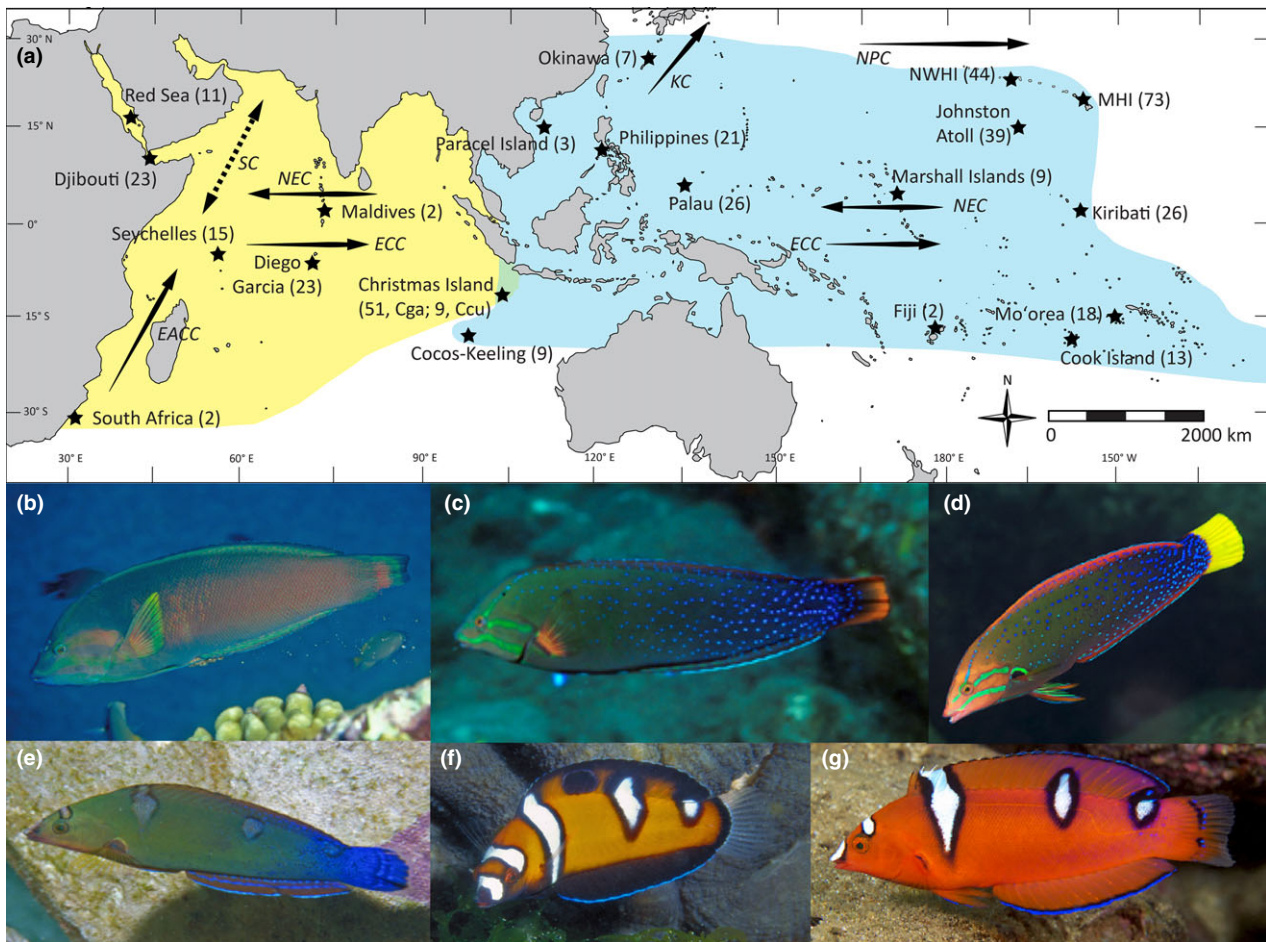 (a)
30° N
15°N
0°
15°S
30° S
30° E
60° E
90° E
120° E
150° E
180° E
150° W
Red Sea (11)
Djibouti (23)
SC
NEC
Maldives (2)
Seychelles (15)
ECC
Diego
Garcia (23)
Christmas Island
(51, Cga; 9, Ccu)
EACC
Cocos-Keeling (9)
South Africa (2)
Okinawa (7)
KC
NPC
NWHI (44)
MHI (73)
Johnston
Atoll (39)
Paracel Island (3)
Philippines (21)
Marshall Islands (9)
Palau (26)
NEC
Kiribati (26)
ECC
Fiji (2)
Mo‘orea (18)
Cook Island (13)
N
0
2000 km
(b)
(c)
(d)
(e)
(f)
(g)